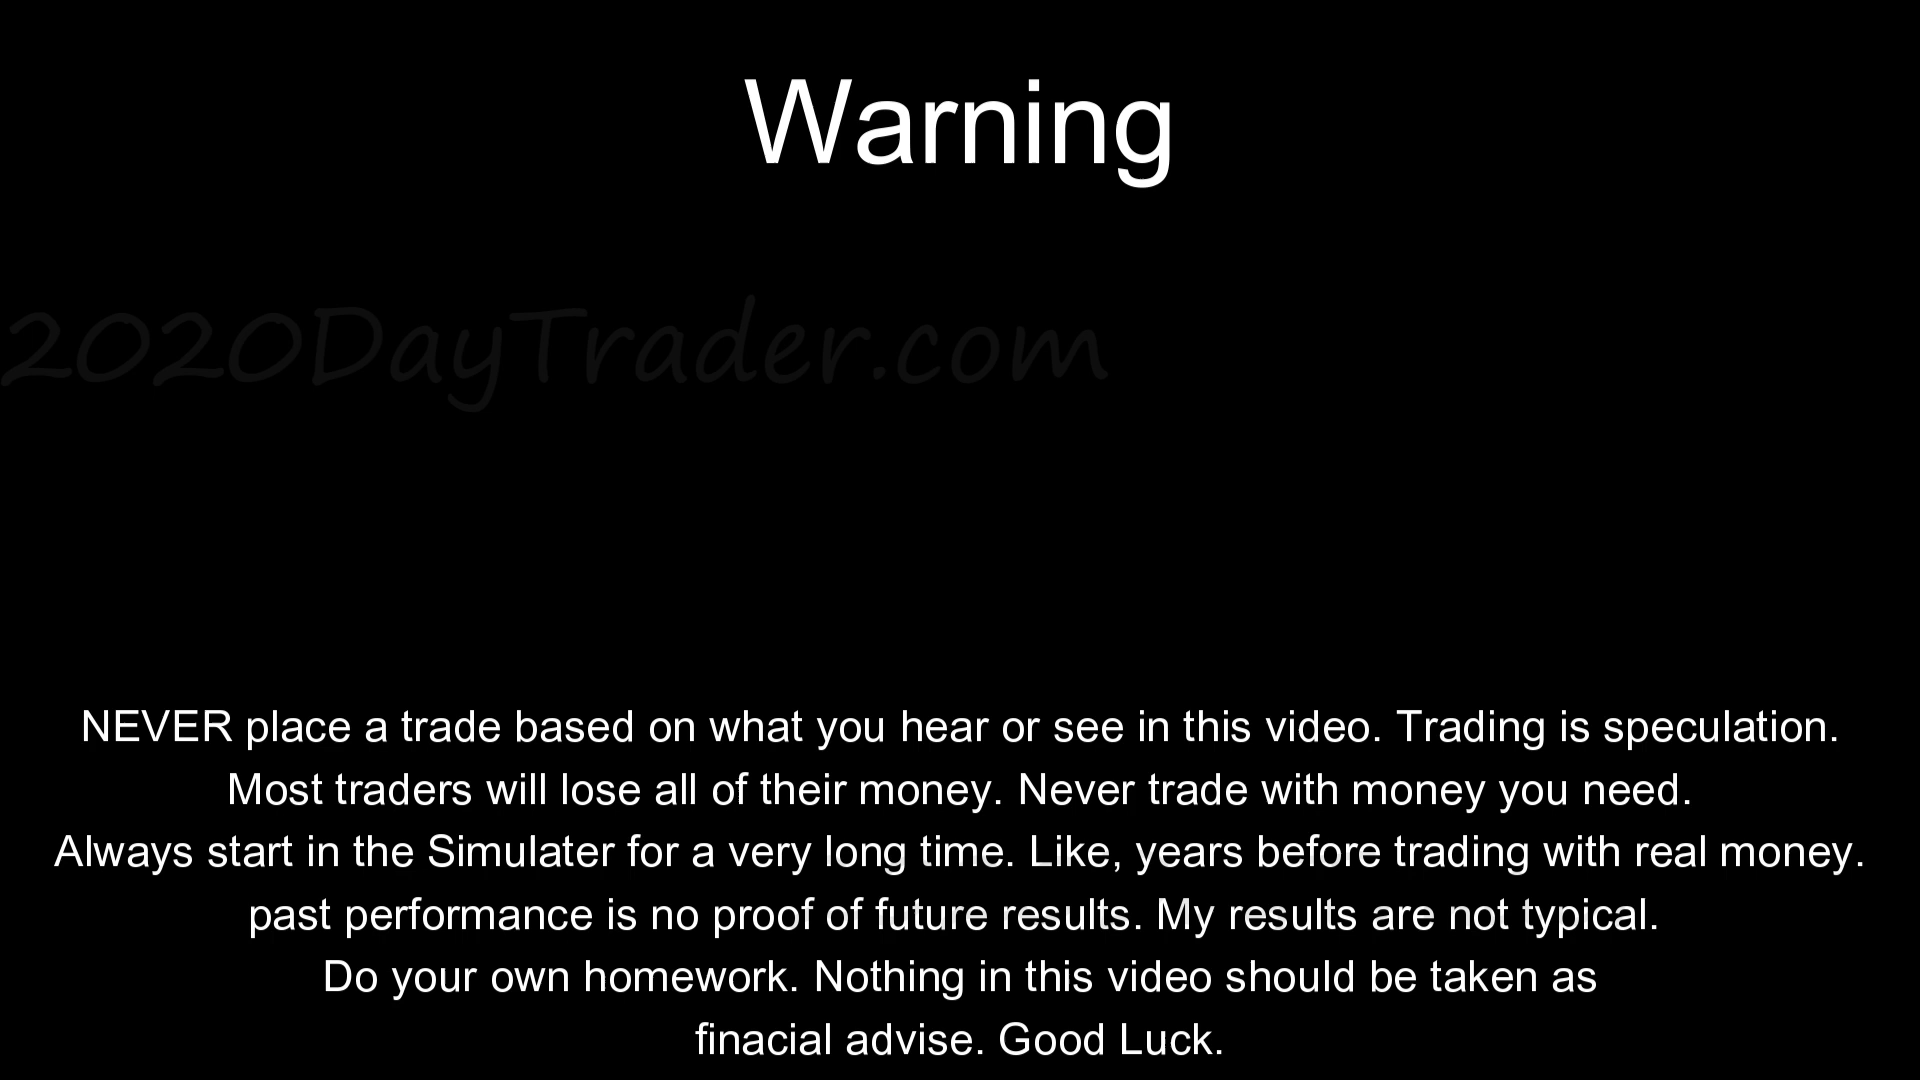 Warning
2020DayTrader.com
NEVER place a trade based on what you hear or see in this video. Trading is speculation.
Most traders will lose all of their money. Never trade with money you need.
Always start in the Simulater for a very long time. Like, years before trading with real money.
past performance is no proof of future results. My results are not typical.
Do your own homework. Nothing in this video should be taken as
finacial advise. Good Luck.